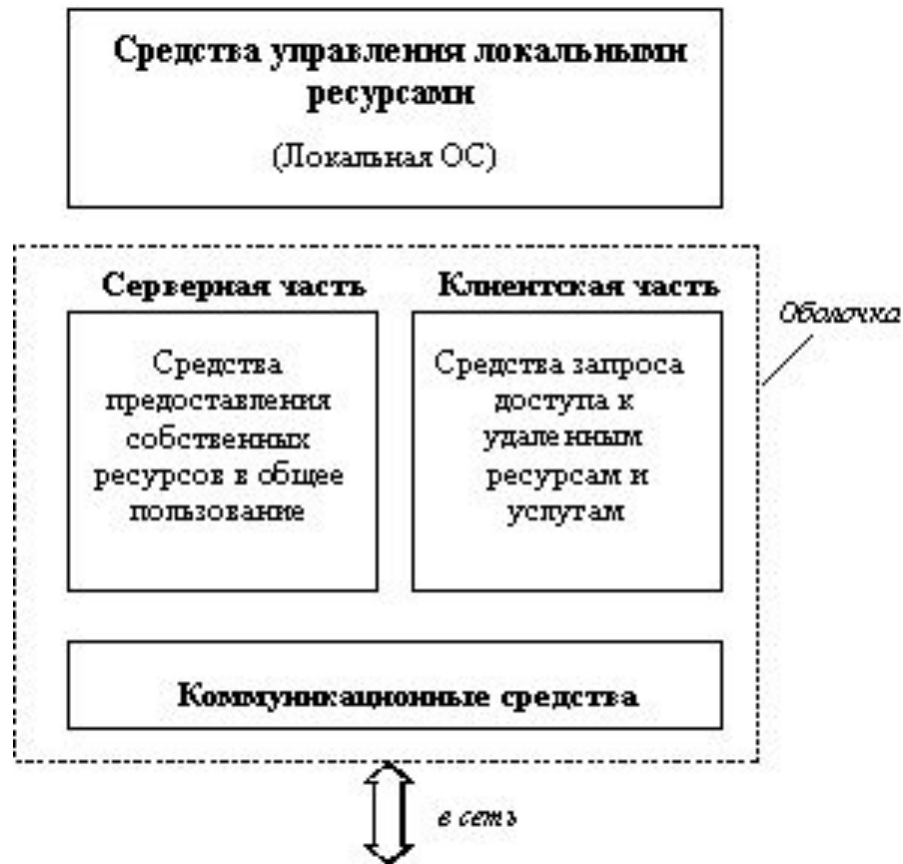 Средства управления локальными
ресурсами
(Локальная ОС)
Серверная часть
Клиентская часть
Оболочка
Средства
предоставления
собственных
ресурсов в общее
пользование
Средства запроса
доступа к
удаленным
ресурсам и
услугам
Коммуникационные средства
в сеть